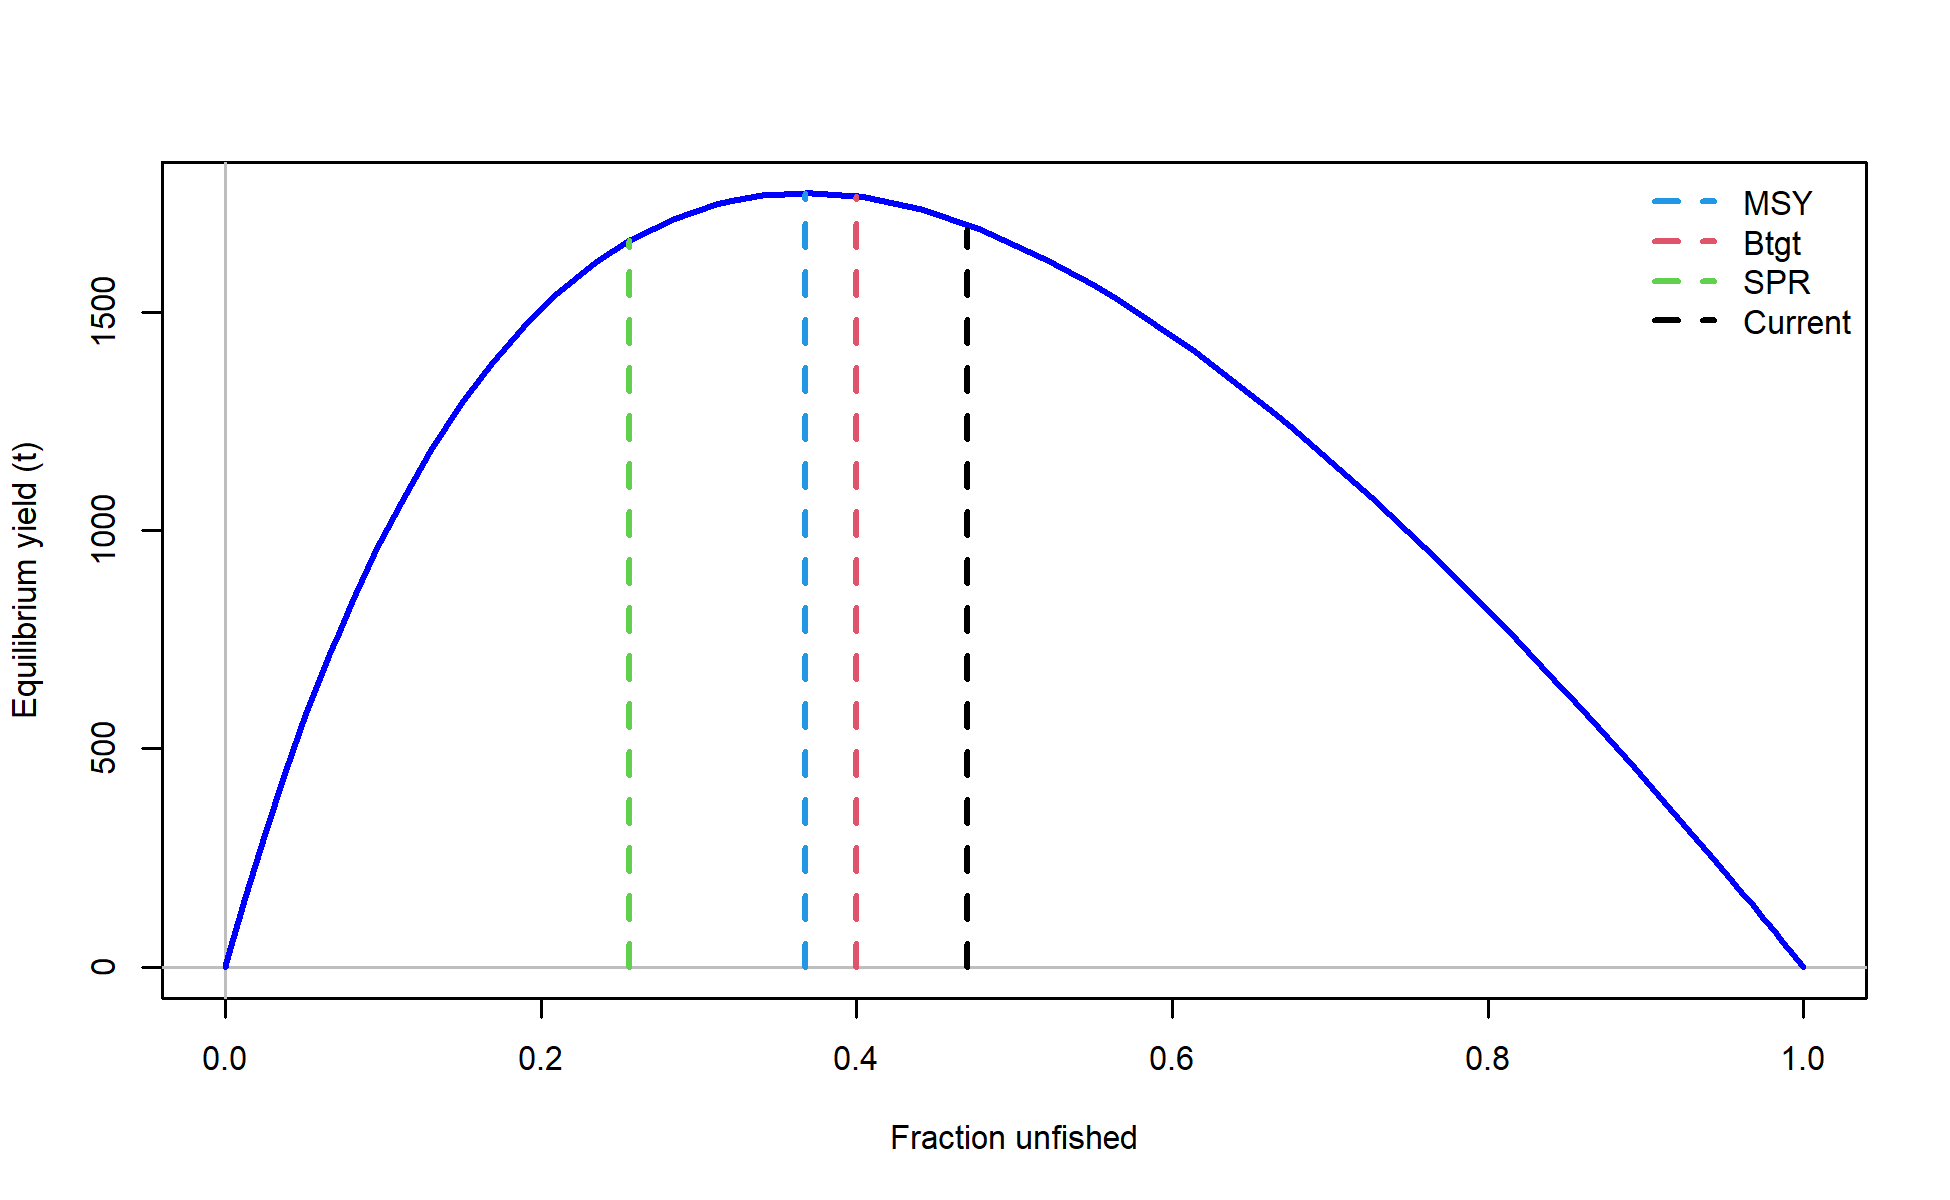 MSY
Btgt
SPR
Current
Equilibrium yield (t)
1500
1000
500
0
0.0 0.2 0.4 0.6 0.8 1.0
Fraction unfished